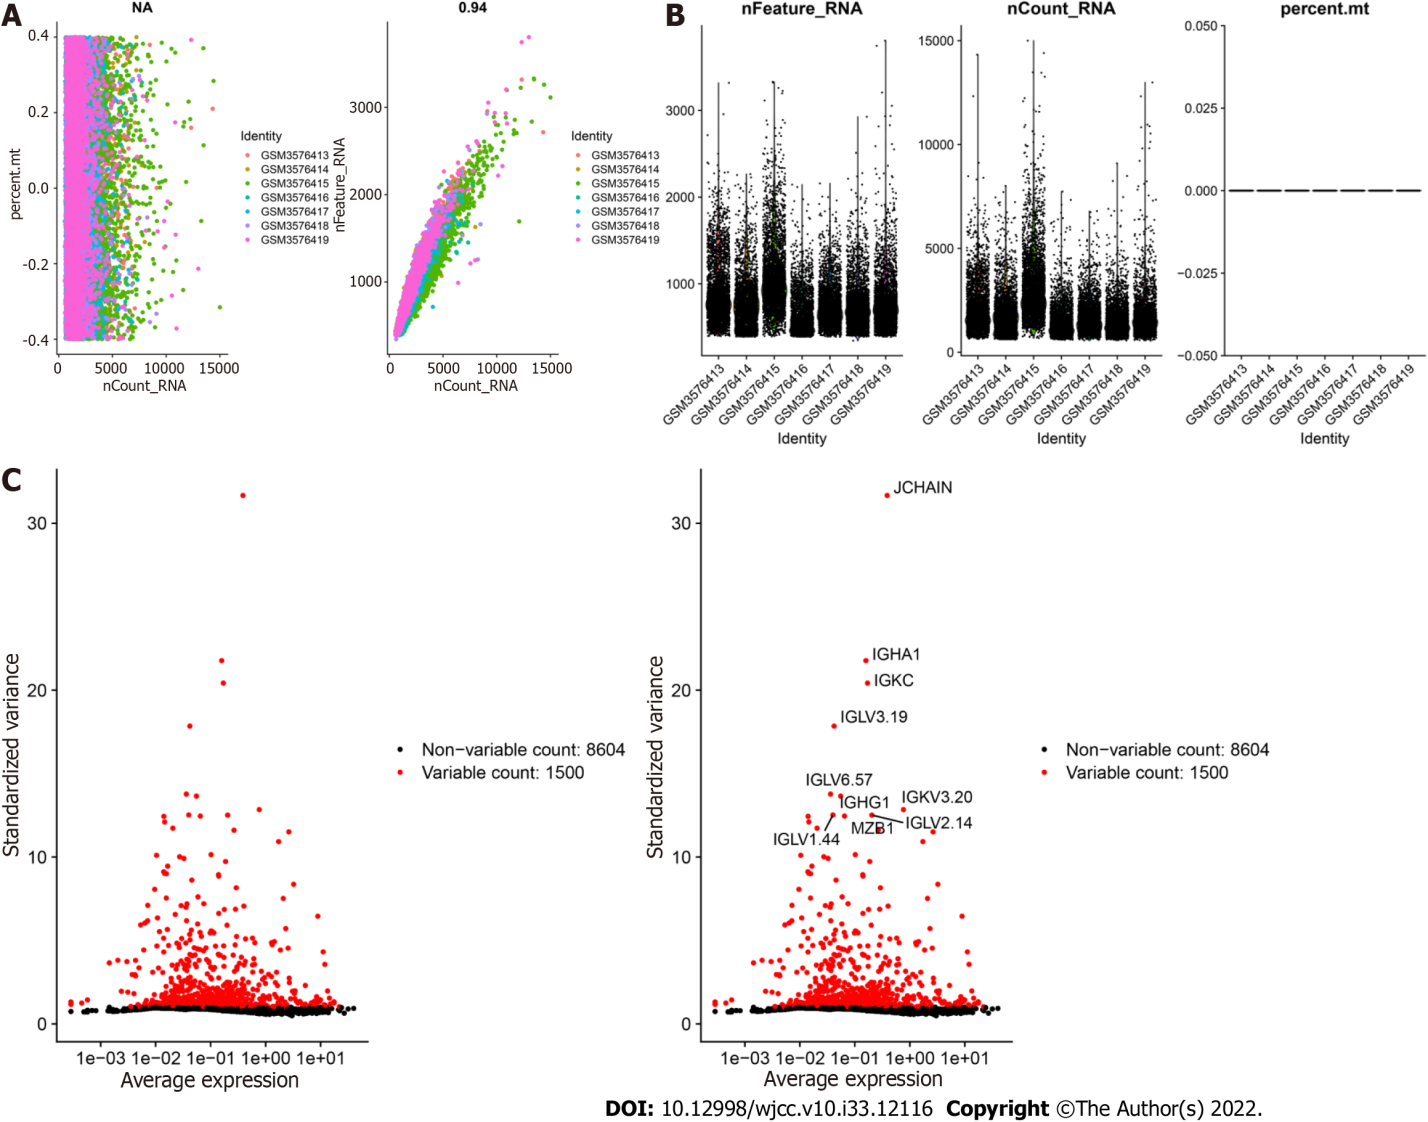 A
NA
percent.mt
0.4
0.2
0.0
-0.2
-0.4
0
5000
10000
15000
nCount_RNA
Identity
GSM3576413
GSM3576414
GSM3576415
GSM3576416
GSM3576417
GSM3576418
GSM3576419
0.94
nFeature_RNA
3000
2000
1000
0
5000
10000
15000
nCount_RNA
Identity
GSM3576413
GSM3576414
GSM3576415
GSM3576416
GSM3576417
GSM3576418
GSM3576419
B
nFeature_RNA
3000
2000
1000
GSM3576413
GSM3576414
GSM3576415
GSM3576416
GSM3576417
GSM3576418
GSM3576419
Identity
nCount_RNA
15000
10000
5000
0
GSM3576413
GSM3576414
GSM3576415
GSM3576416
GSM3576417
GSM3576418
GSM3576419
Identity
percent.mt
0.050
0.025
0.000
−0.025
−0.050
GSM3576413
GSM3576414
GSM3576415
GSM3576416
GSM3576417
GSM3576418
GSM3576419
Identity
C
Standardized variance
30
20
10
0
1e−03
1e−02
1e−01
1e+00
1e+01
Average expression
Non−variable count: 8604
Variable count: 1500
Standardized variance
30
20
10
0
JCHAIN
IGHA1
IGKC
IGLV3.19
IGLV6.57
IGHG1
IGKV3.20
IGLV2.14
MZB1
IGLV1.44
1e−03
1e−02
1e−01
1e+00
1e+01
Average expression
Non−variable count: 8604
Variable count: 1500
DOI: 10.12998/wjcc.v10.i33.12116 Copyright ©The Author(s) 2022.